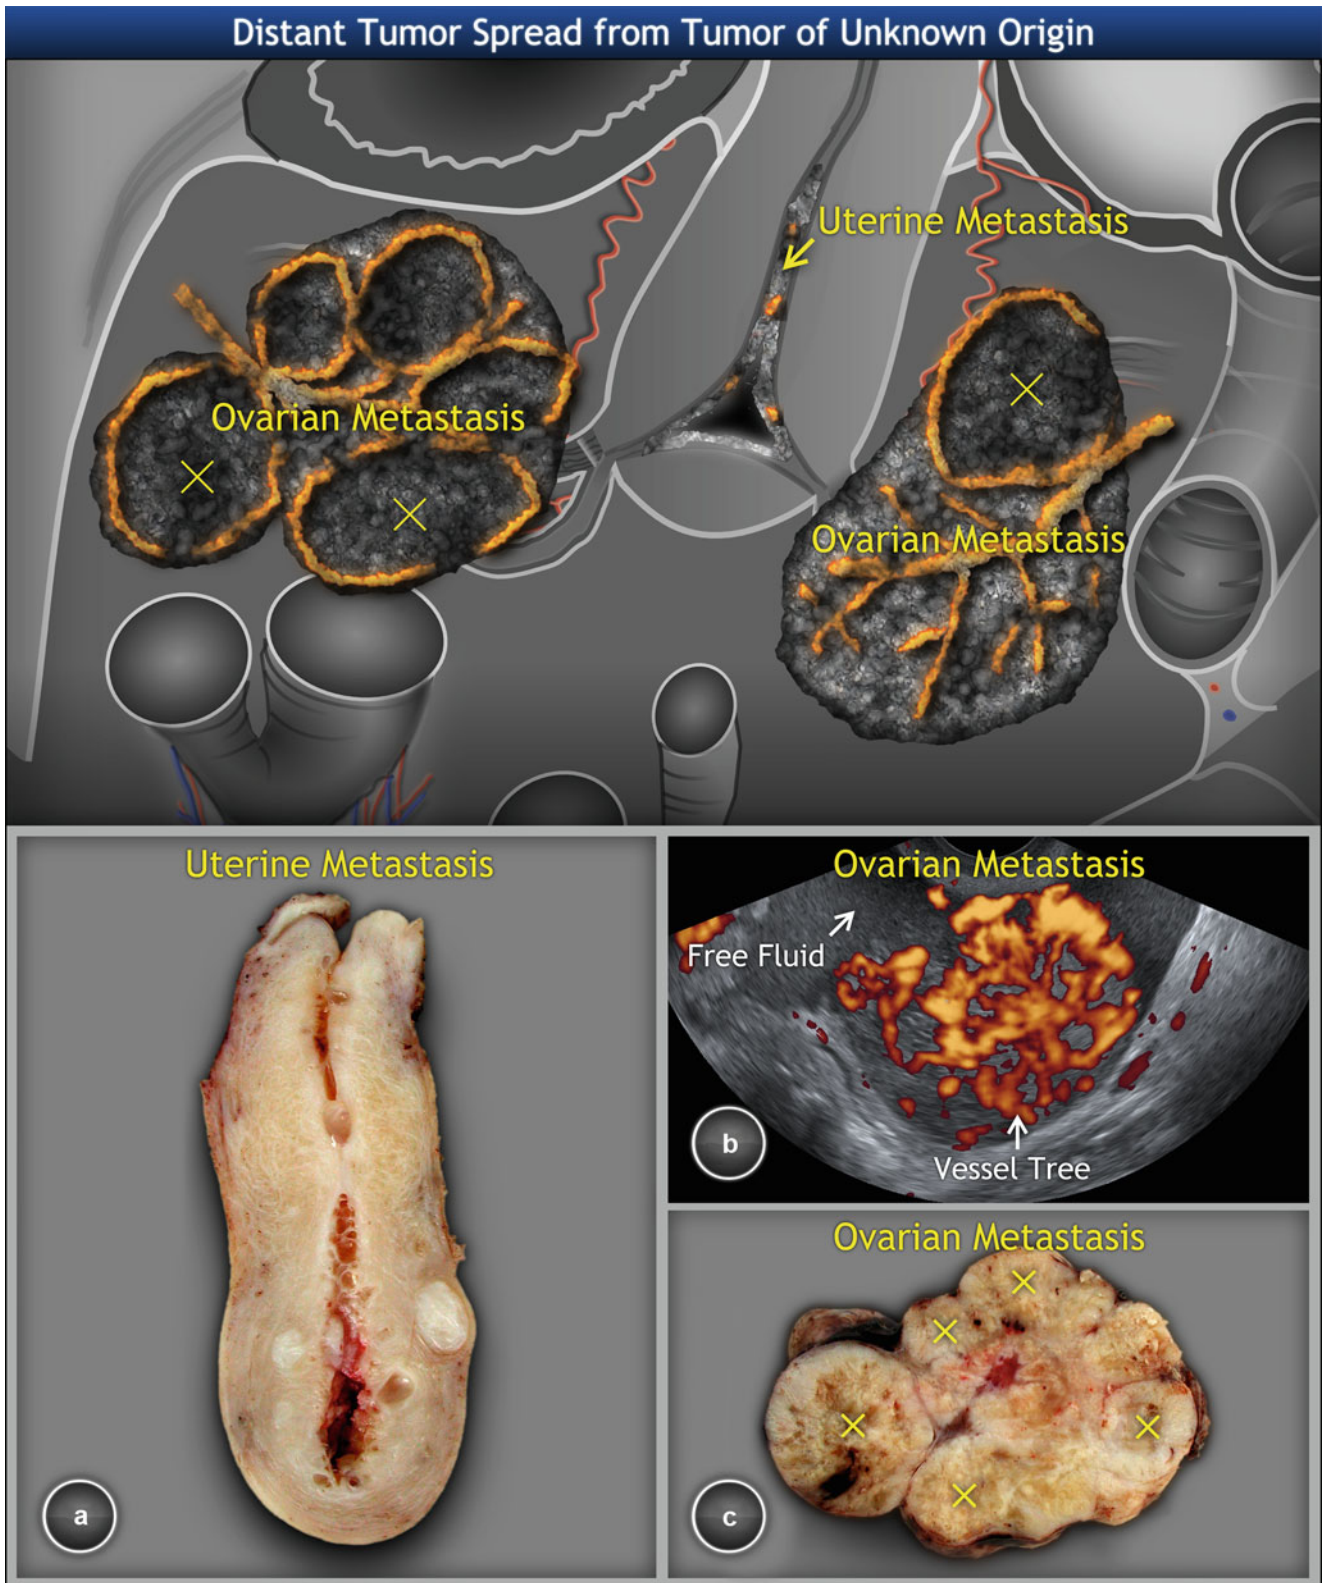 Distant Tumor Spread from Tumor of Unknown Origin
Uterine Metastasis
Ovarian Metastasis
Ovarian Metastasis
Uterine Metastasis
a
Ovarian Metastasis
Free Fluid
b
Vessel Tree
Ovarian Metastasis
c